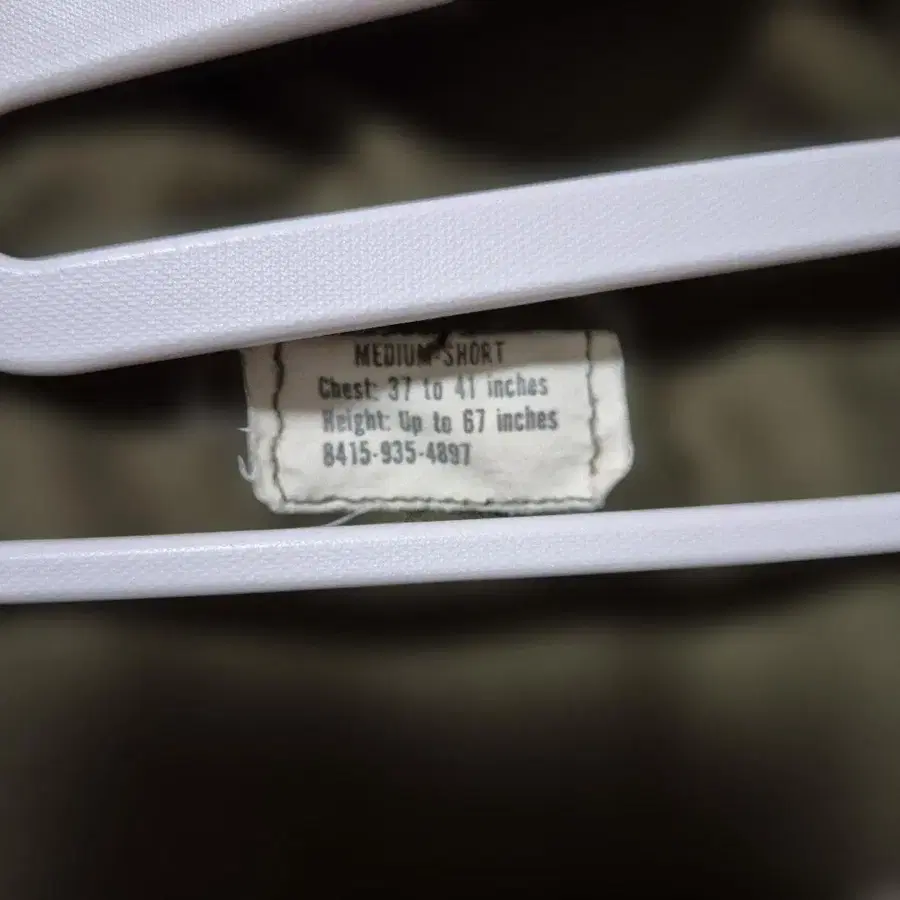 MEDIUM-SHORT
Chest: 37 to 41 inches
Height: Up to 67 inches
8415-935-4897